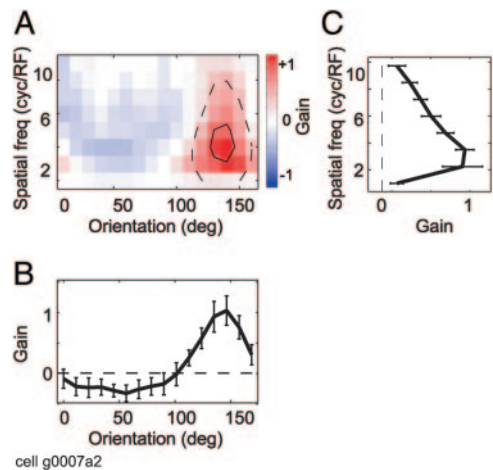 A
Spatial freq (cyc/RF)
10
6
2
0 50 100 150
Orientation (deg)
+1
0
-1
Gain
C
Spatial freq (cyc/RF)
10
6
2
0 1
Gain
B
Gain
1
0
0 50 100 150
Orientation (deg)
cell g0007a2